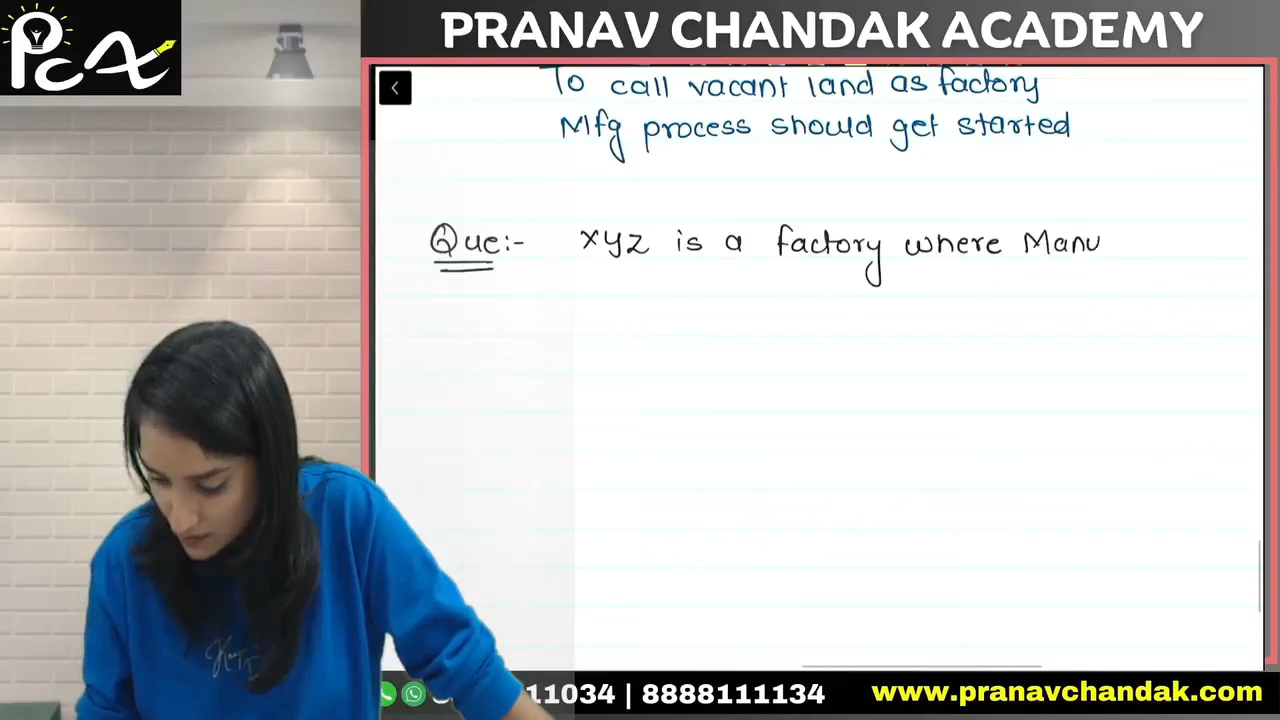 PCA
PRANAV CHANDAK ACADEMY
To call vacant land as factory
Mfg process should get started
Que:- xyz is a factory where Manu
11034 | 8888111134
www.pranavchandak.com